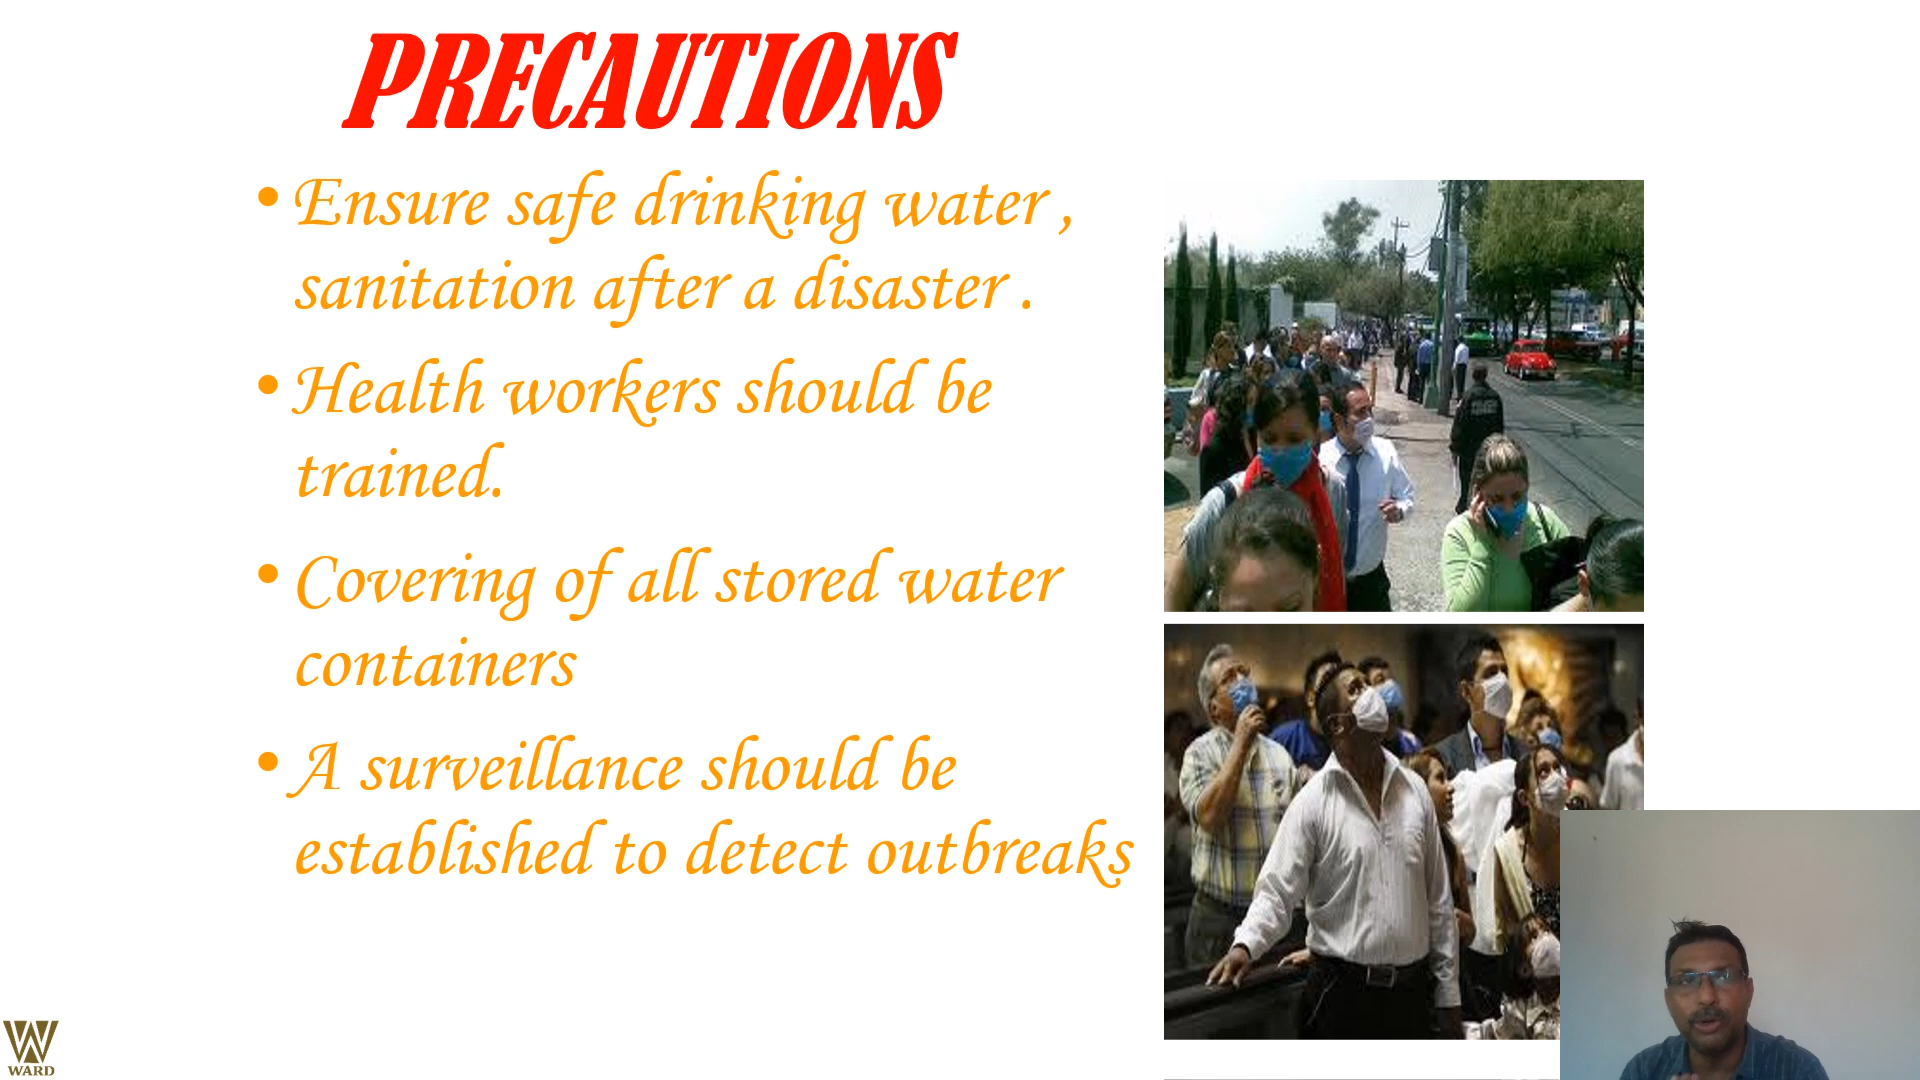 PRECAUTIONS
• Ensure safe drinking water ,
sanitation after a disaster .
• Health workers should be
trained.
• Covering of all stored water
containers
• A surveillance should be
established to detect outbreaks
WARD